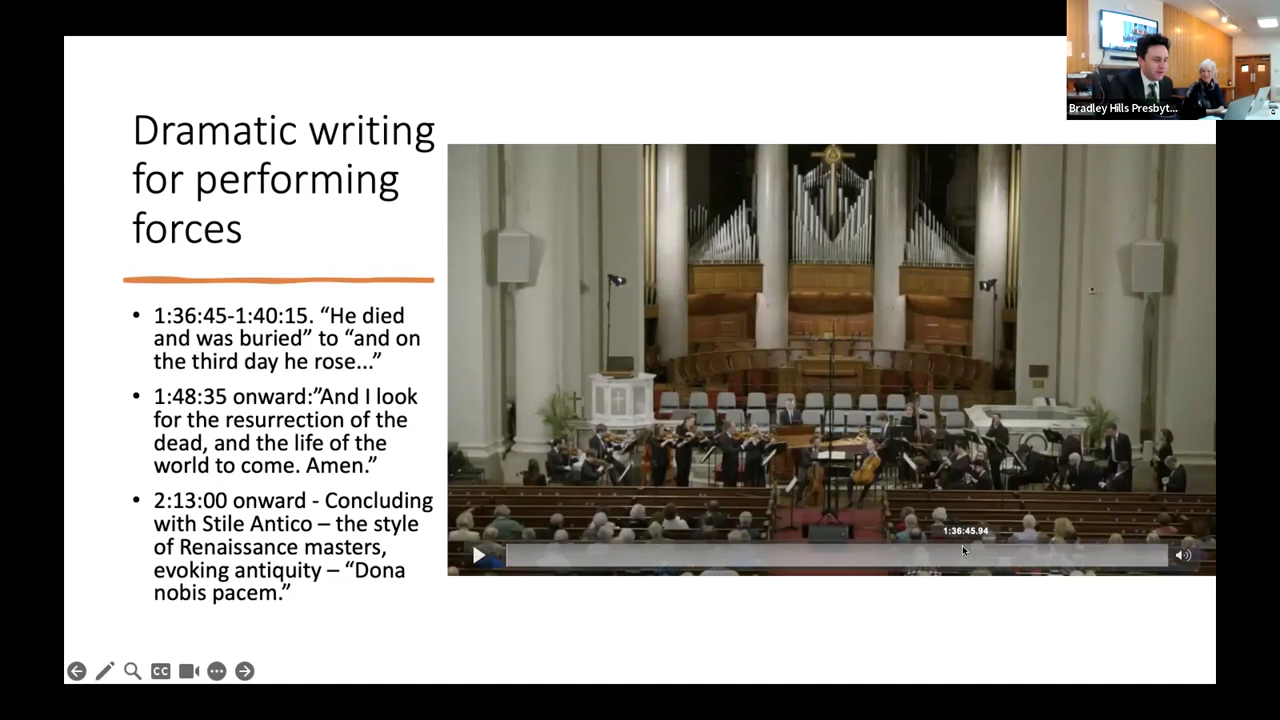 Bradley Hills Presbyt...
Dramatic writing
for performing
forces
• 1:36:45-1:40:15. “He died
and was buried” to “and on
the third day he rose...”
• 1:48:35 onward:”And I look
for the resurrection of the
dead, and the life of the
world to come. Amen.”
• 2:13:00 onward - Concluding
with Stile Antico – the style
of Renaissance masters,
evoking antiquity – “Dona
nobis pacem.”
1:36:45.94
CC